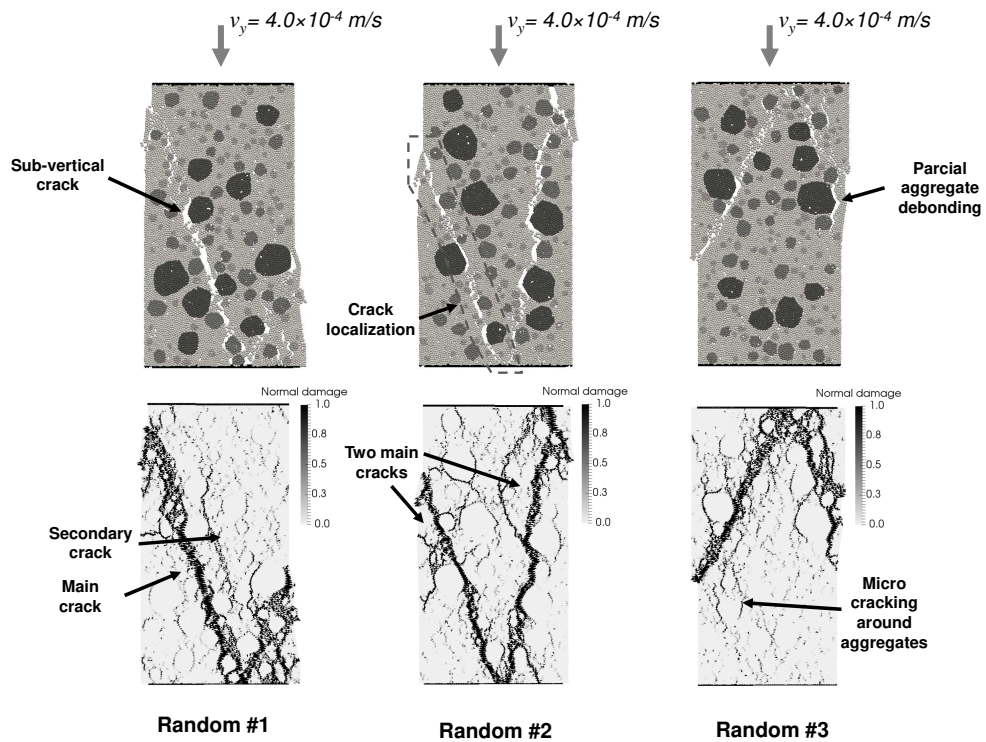 v_y= 4.0×10⁻⁴ m/s
v_y= 4.0×10⁻⁴ m/s
v_y= 4.0×10⁻⁴ m/s
Sub-vertical
crack
Crack
localization
Parcial
aggregate
debonding
Normal damage
1.0
0.8
0.5
0.3
0.0
Secondary
crack
Main
crack
Normal damage
1.0
0.8
0.5
0.3
0.0
Two main
cracks
Normal damage
1.0
0.8
0.5
0.3
0.0
Micro
cracking
around
aggregates
Random #1
Random #2
Random #3